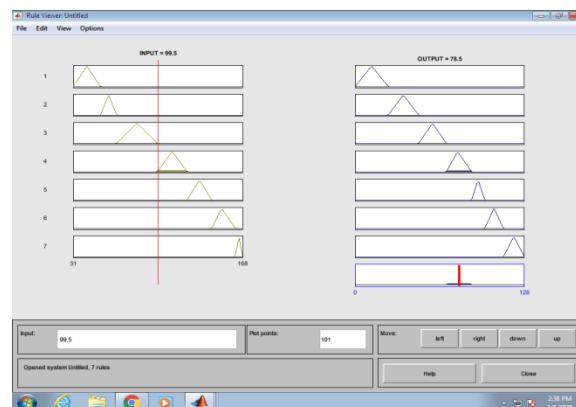 Rule Viewer: Untitled
File Edit View Options
INPUT = 99.5
OUTPUT = 78.5
1
2
3
4
5
6
7
31 168
0 128
Input: 99.5
Plot points: 101
Move: left right down up
Opened system Untitled, 7 rules
Help Close
2:38 PM